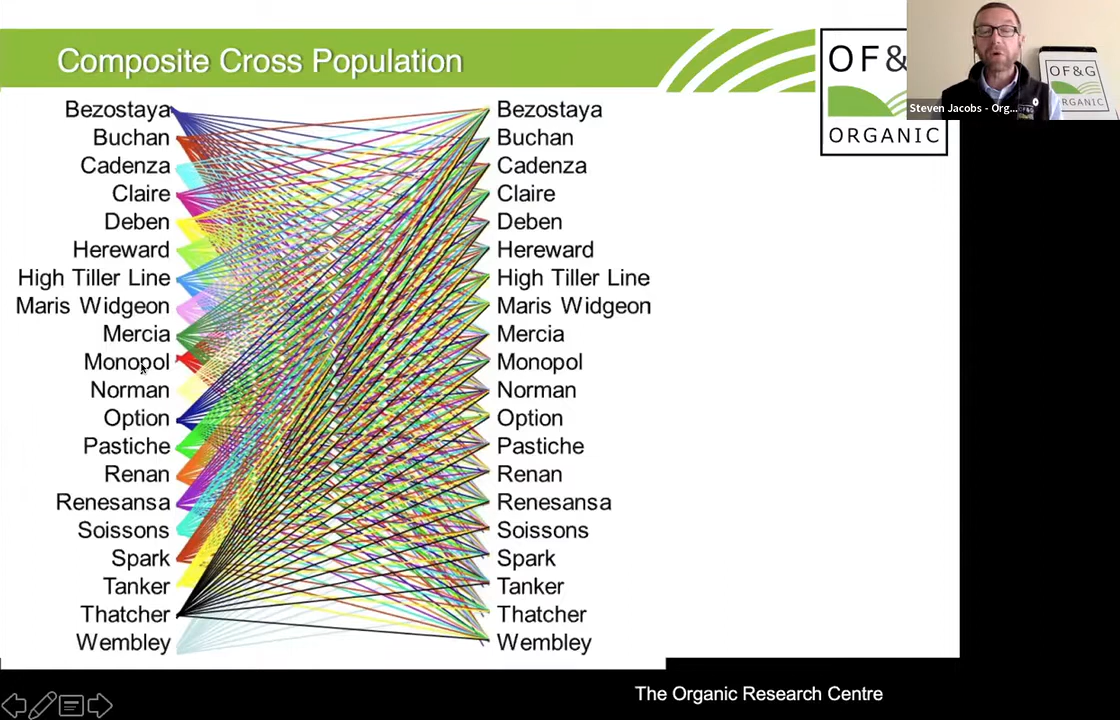 Composite Cross Population
OF&
ORGANIC
OF&G
RGANIC
OF&G
Steven Jacobs - Org...
Bezostaya
Buchan
Cadenza
Claire
Deben
Hereward
High Tiller Line
Maris Widgeon
Mercia
Monopol
Norman
Option
Pastiche
Renan
Renesansa
Soissons
Spark
Tanker
Thatcher
Wembley
Bezostaya
Buchan
Cadenza
Claire
Deben
Hereward
High Tiller Line
Maris Widgeon
Mercia
Monopol
Norman
Option
Pastiche
Renan
Renesansa
Soissons
Spark
Tanker
Thatcher
Wembley
The Organic Research Centre